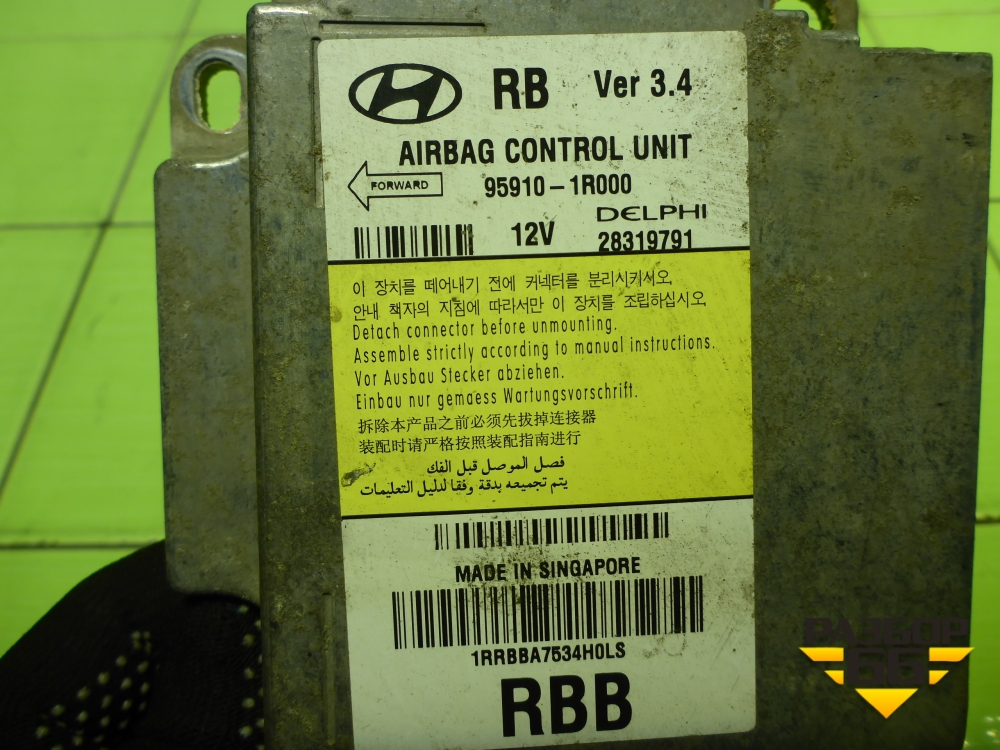 RB Ver 3.4
AIRBAG CONTROL UNIT
FORWARD
95910-1R000
12V
DELPHI
28319791
이 장치를 떼어내기 전에 커넥터를 분리시키시오,
안내 책자의 지침에 따라서만 이 장치를 조립하십시오,
Detach connector before unmounting.
Assemble strictly according to manual instructions.
Vor Ausbau Stecker abziehen.
Einbau nur gemaess Wartungsvorschrift.
拆除本产品之前必须先拔掉连接器
装配时请严格按照装配指南进行
فصل الموصل قبل الفك
يتم تجميعه بدقة وفقا لدليل التعليمات
MADE IN SINGAPORE
1RRBBA7534H0LS
RBB
РАЗБОР
66